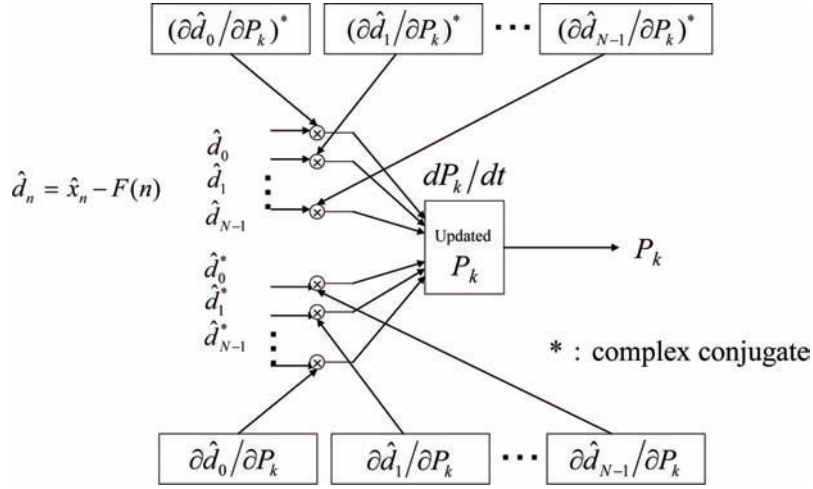 (∂d̂₀/∂Pₖ)* (∂d̂₁/∂Pₖ)* ··· (∂d̂_{N−1}/∂Pₖ)*
d̂₀
d̂ₙ = x̂ₙ − F(n)
d̂₁
⋮
d̂_{N−1}
dPₖ/dt
Updated
Pₖ
Pₖ
d̂₀*
d̂₁*
d̂*_{N−1}
⋮
* : complex conjugate
∂d̂₀/∂Pₖ ∂d̂₁/∂Pₖ ··· ∂d̂_{N−1}/∂Pₖ